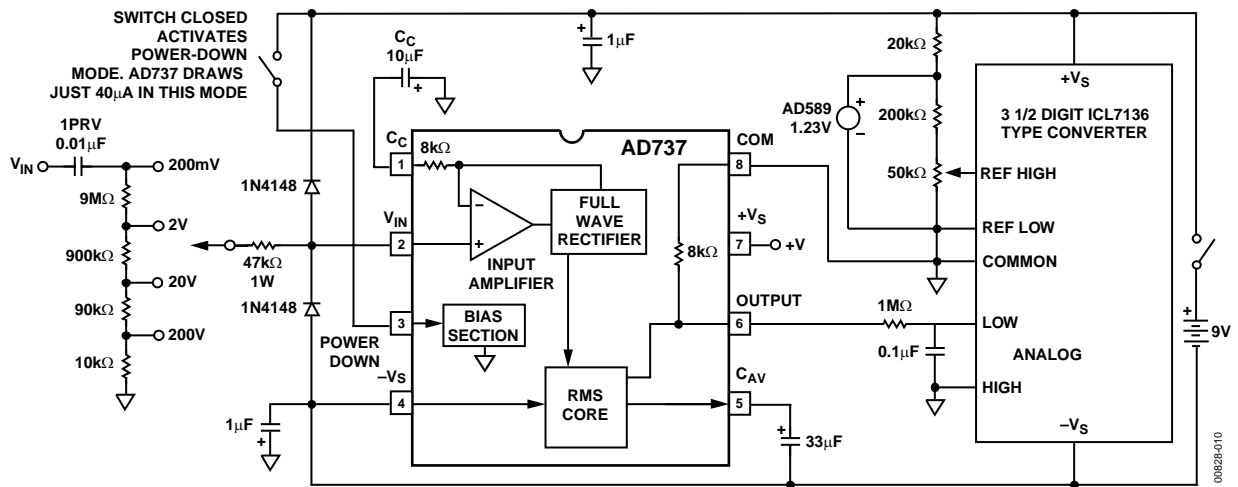 SWITCH CLOSED
ACTIVATES
POWER-DOWN
MODE. AD737 DRAWS
JUST 40μA IN THIS MODE
1PRV
0.01μF
VIN
200mV
9MΩ
2V
900kΩ
20V
90kΩ
200V
10kΩ
1N4148
47kΩ
1W
1N4148
1μF
+
CC
10μF
+
+
1μF
AD737
CC
1
8kΩ
VIN
2
−
+
INPUT
AMPLIFIER
FULL
WAVE
RECTIFIER
3
POWER
DOWN
BIAS
SECTION
−VS
4
RMS
CORE
COM
8
8kΩ
+VS
7
+V
OUTPUT
6
CAV
5
+
33μF
20kΩ
AD589
1.23V
+
−
200kΩ
50kΩ
1MΩ
0.1μF
+VS
3 1/2 DIGIT ICL7136
TYPE CONVERTER
REF HIGH
REF LOW
COMMON
LOW
ANALOG
HIGH
−VS
9V
00828-010